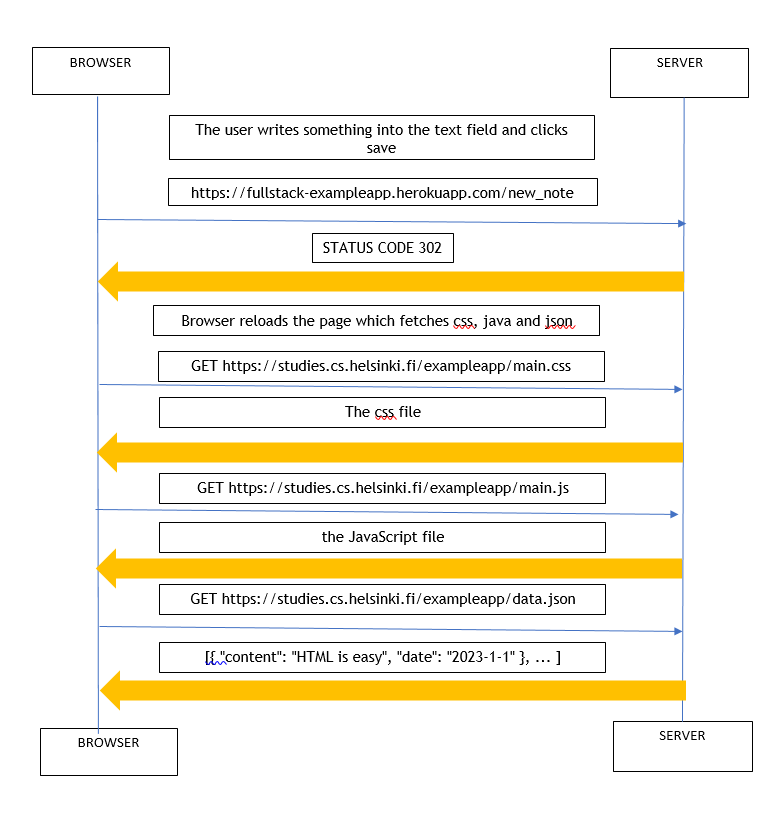 BROWSER
SERVER
The user writes something into the text field and clicks
save
https://fullstack-exampleapp.herokuapp.com/new_note
STATUS CODE 302
Browser reloads the page which fetches css, java and json
GET https://studies.cs.helsinki.fi/exampleapp/main.css
The css file
GET https://studies.cs.helsinki.fi/exampleapp/main.js
the JavaScript file
GET https://studies.cs.helsinki.fi/exampleapp/data.json
[{ "content": "HTML is easy", "date": "2023-1-1" }, ... ]
BROWSER
SERVER